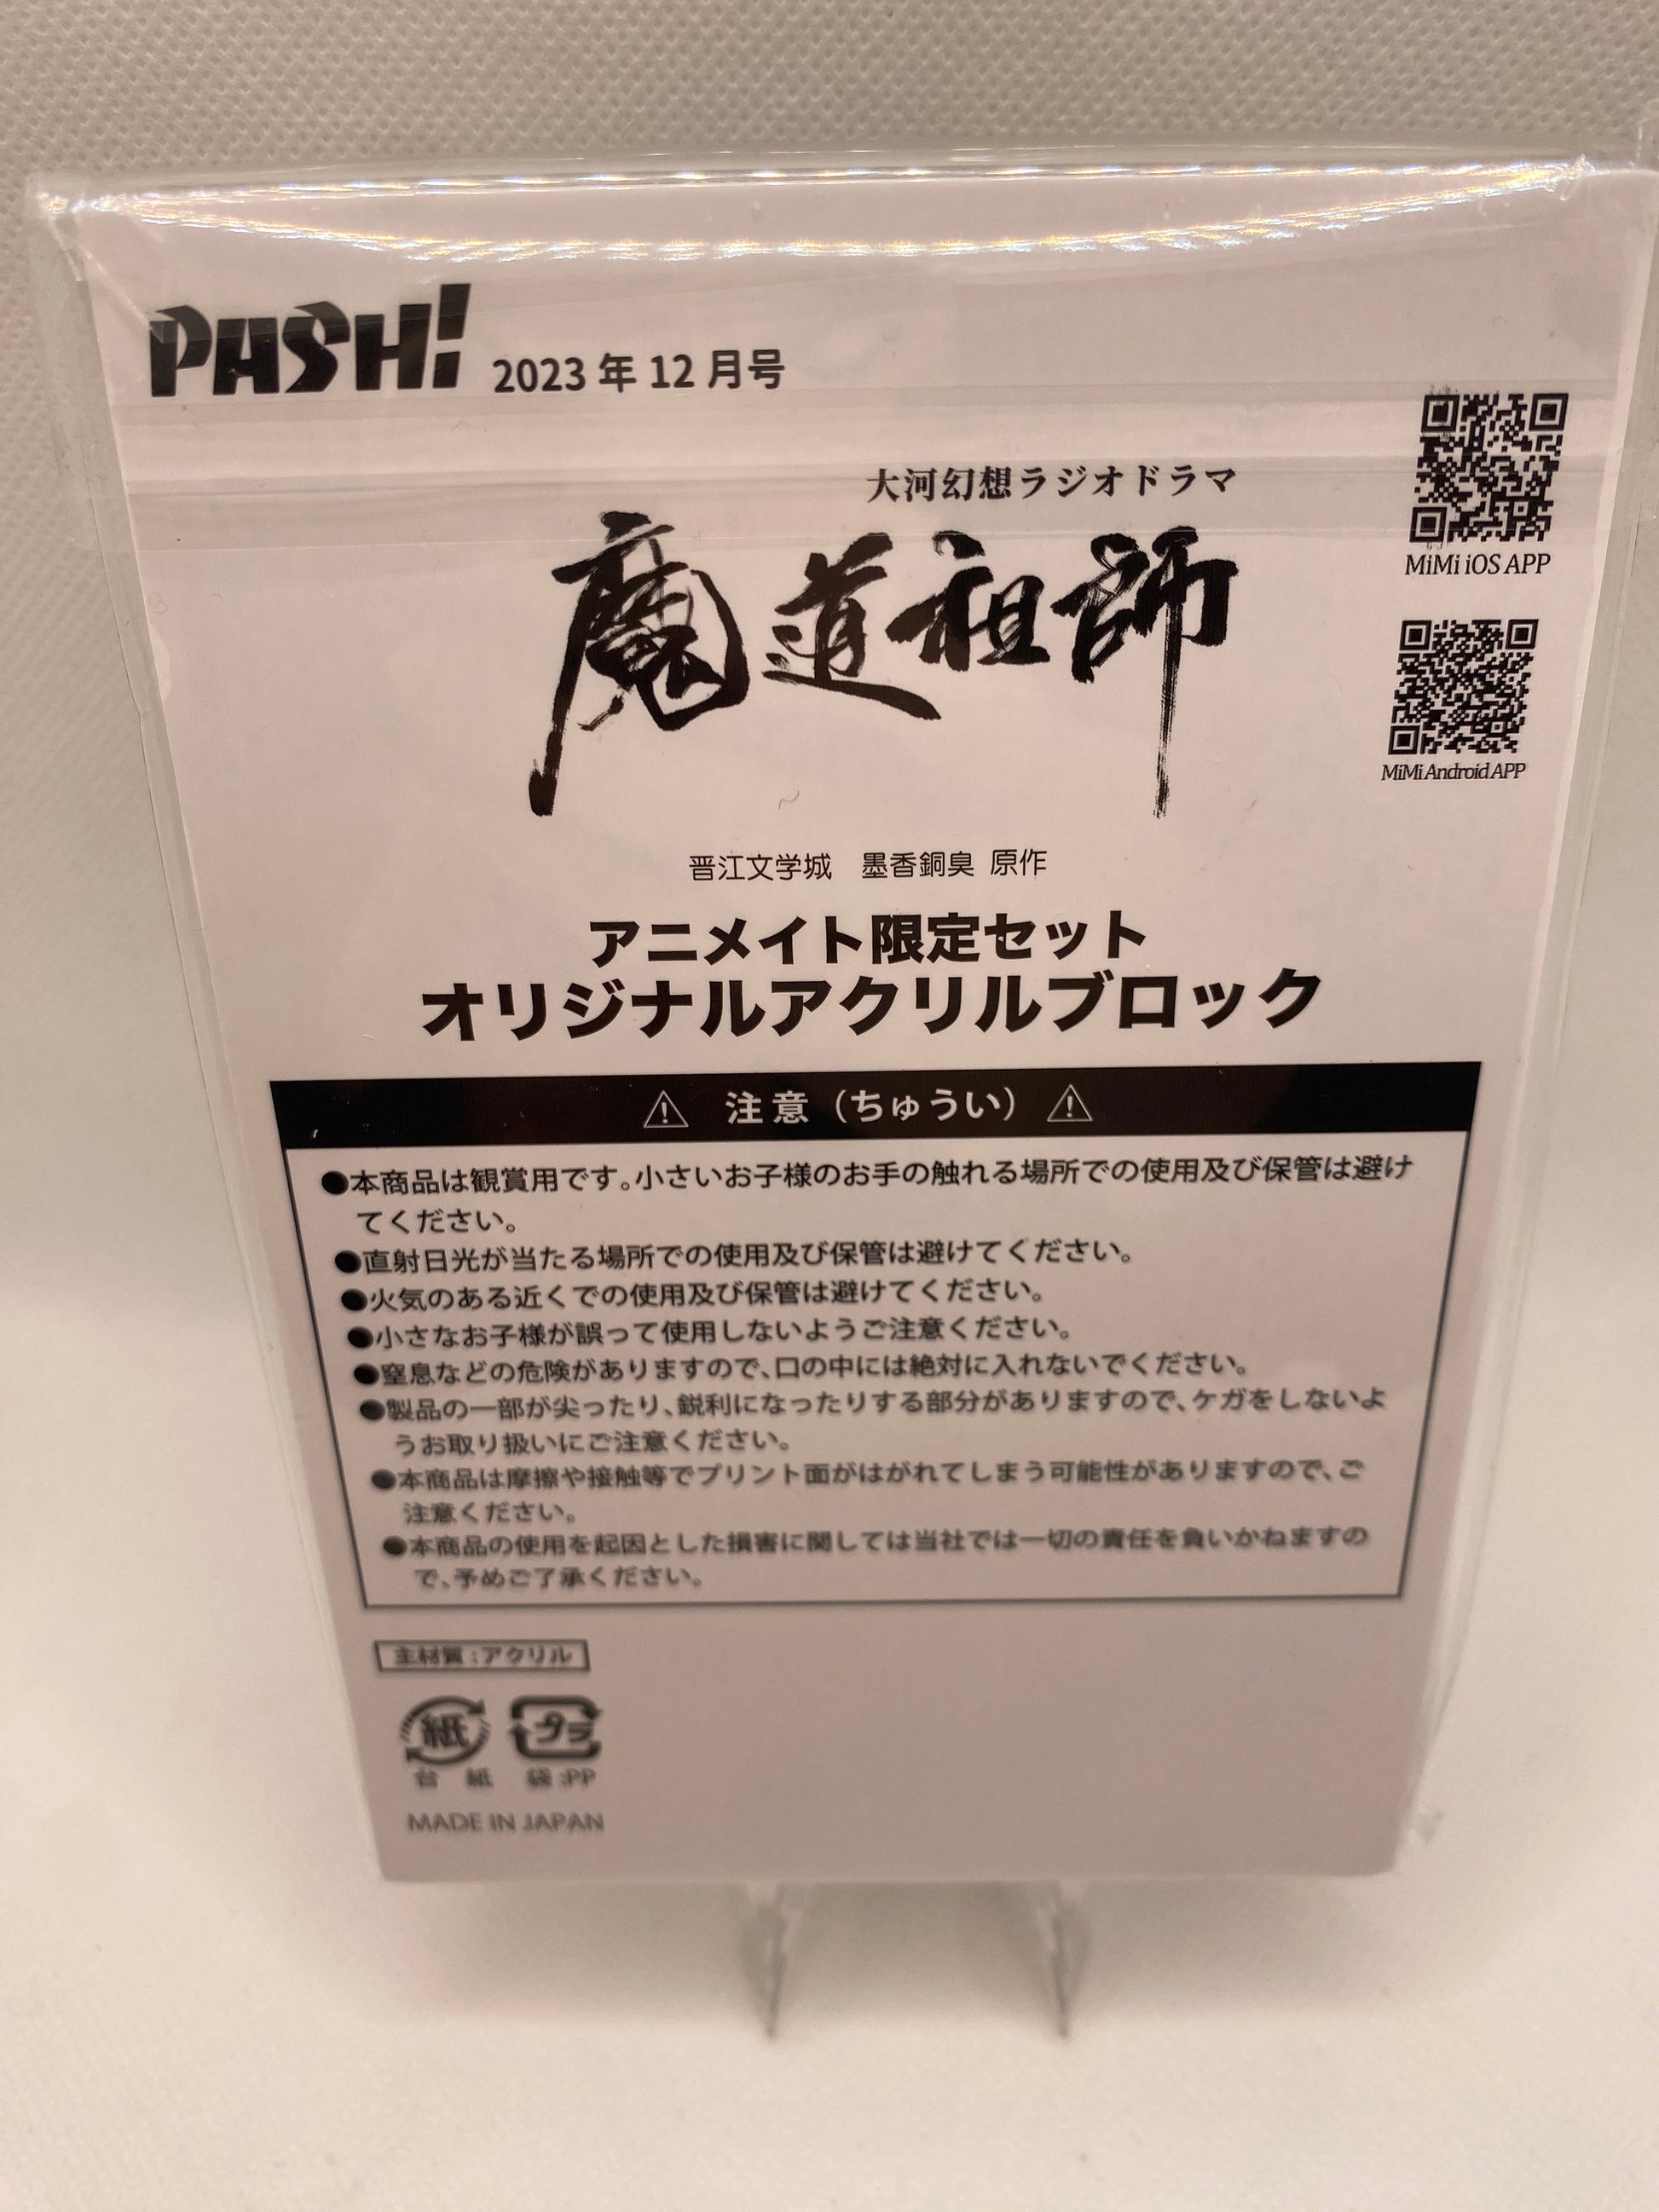 PASH! 2023年12月号
大河幻想ラジオドラマ
魔道祖師
MiMi iOS APP
MiMi Android APP
晋江文学城　墨香銅臭 原作
アニメイト限定セット
オリジナルアクリルブロック
注意（ちゅうい）
●本商品は観賞用です。小さいお子様のお手の触れる場所での使用及び保管は避け
てください。
●直射日光が当たる場所での使用及び保管は避けてください。
●火気のある近くでの使用及び保管は避けてください。
●小さなお子様が誤って使用しないようご注意ください。
●窒息などの危険がありますので、口の中には絶対に入れないでください。
●製品の一部が尖ったり、鋭利になったりする部分がありますので、ケガをしないよ
うお取り扱いにご注意ください。
●本商品は摩擦や接触等でプリント面がはがれてしまう可能性がありますので、ご
注意ください。
●本商品の使用を起因とした損害に関しては当社では一切の責任を負いかねますの
で、予めご了承ください。
主材質：アクリル
紙 プラ
台紙 袋:PP
MADE IN JAPAN